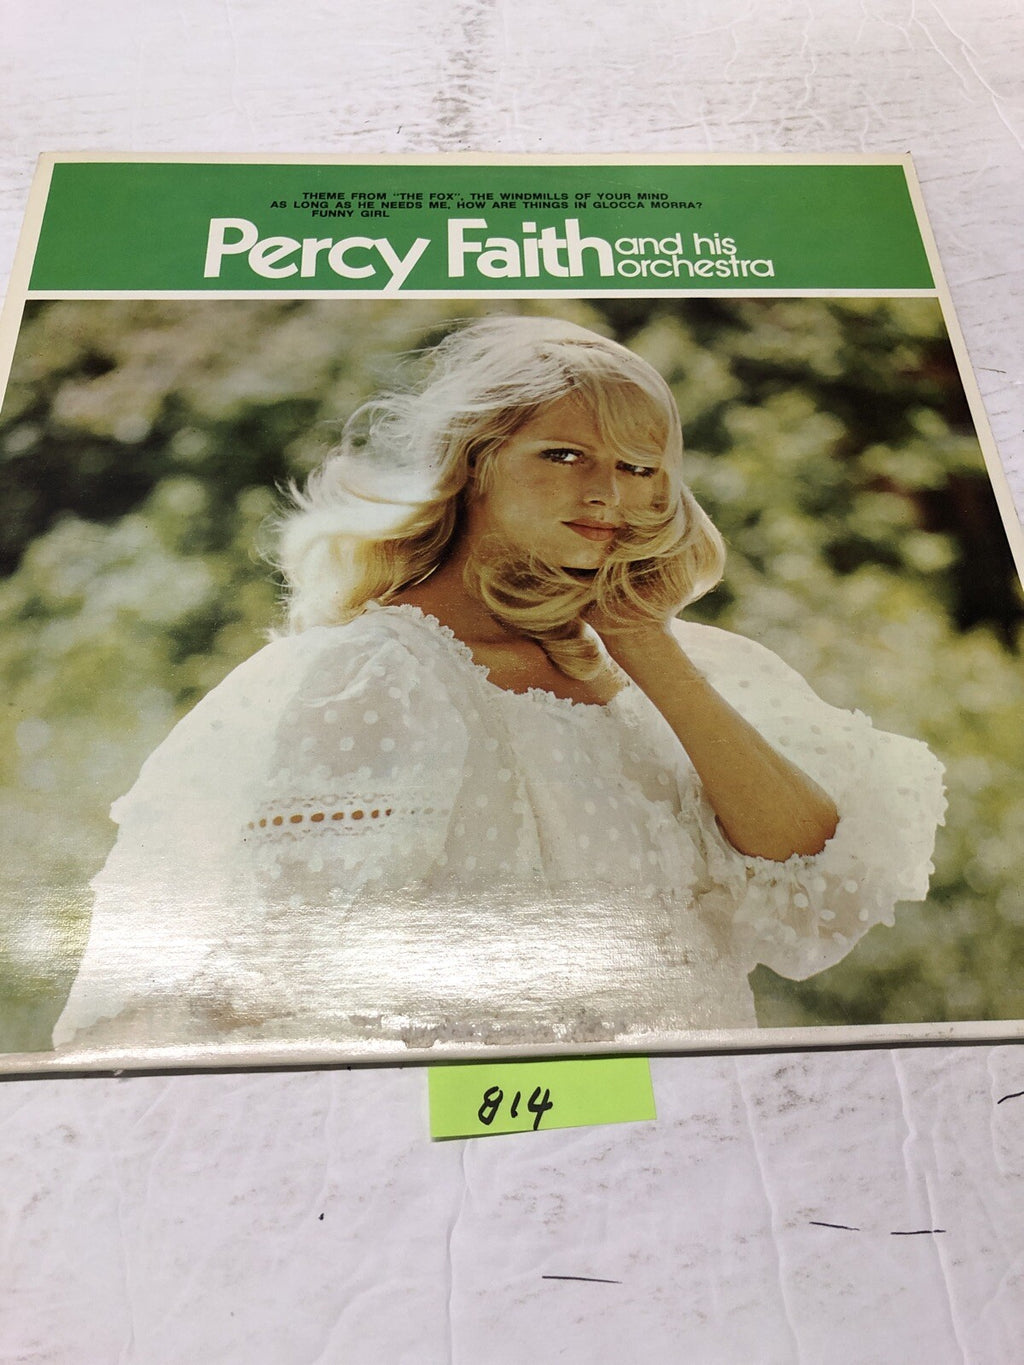 THEME FROM "THE FOX", THE WINDMILLS OF YOUR MIND
AS LONG AS HE NEEDS ME, HOW ARE THINGS IN GLOCCA MORRA?
FUNNY GIRL
Percy Faith and his
orchestra
814